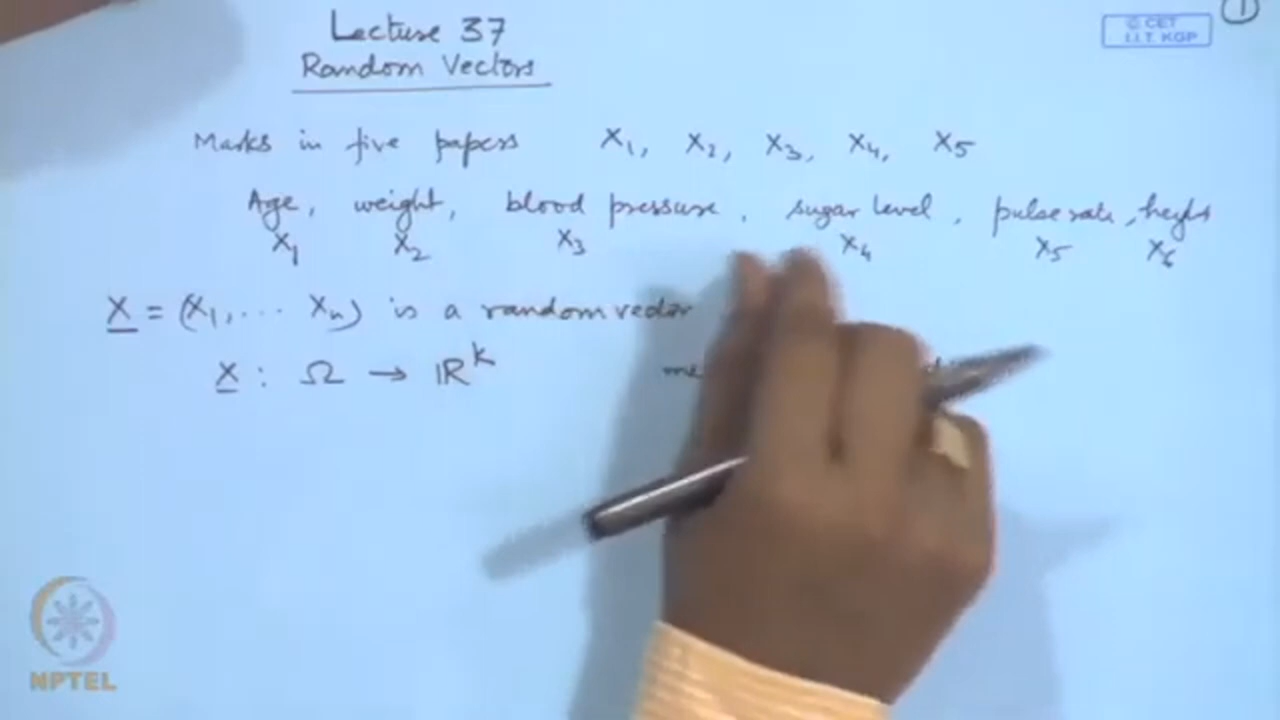 Lecture 37
1
© CET
I.I.T. KGP
Random Vectors
Marks in five papers X1, X2, X3, X4, X5
Age, weight, blood pressure, sugar level, pulse rate, height
X1 X2 X3 X4 X5 X6
X = (X1, ... Xn) is a random vector
X : Ω → ℝ^k
NPTEL